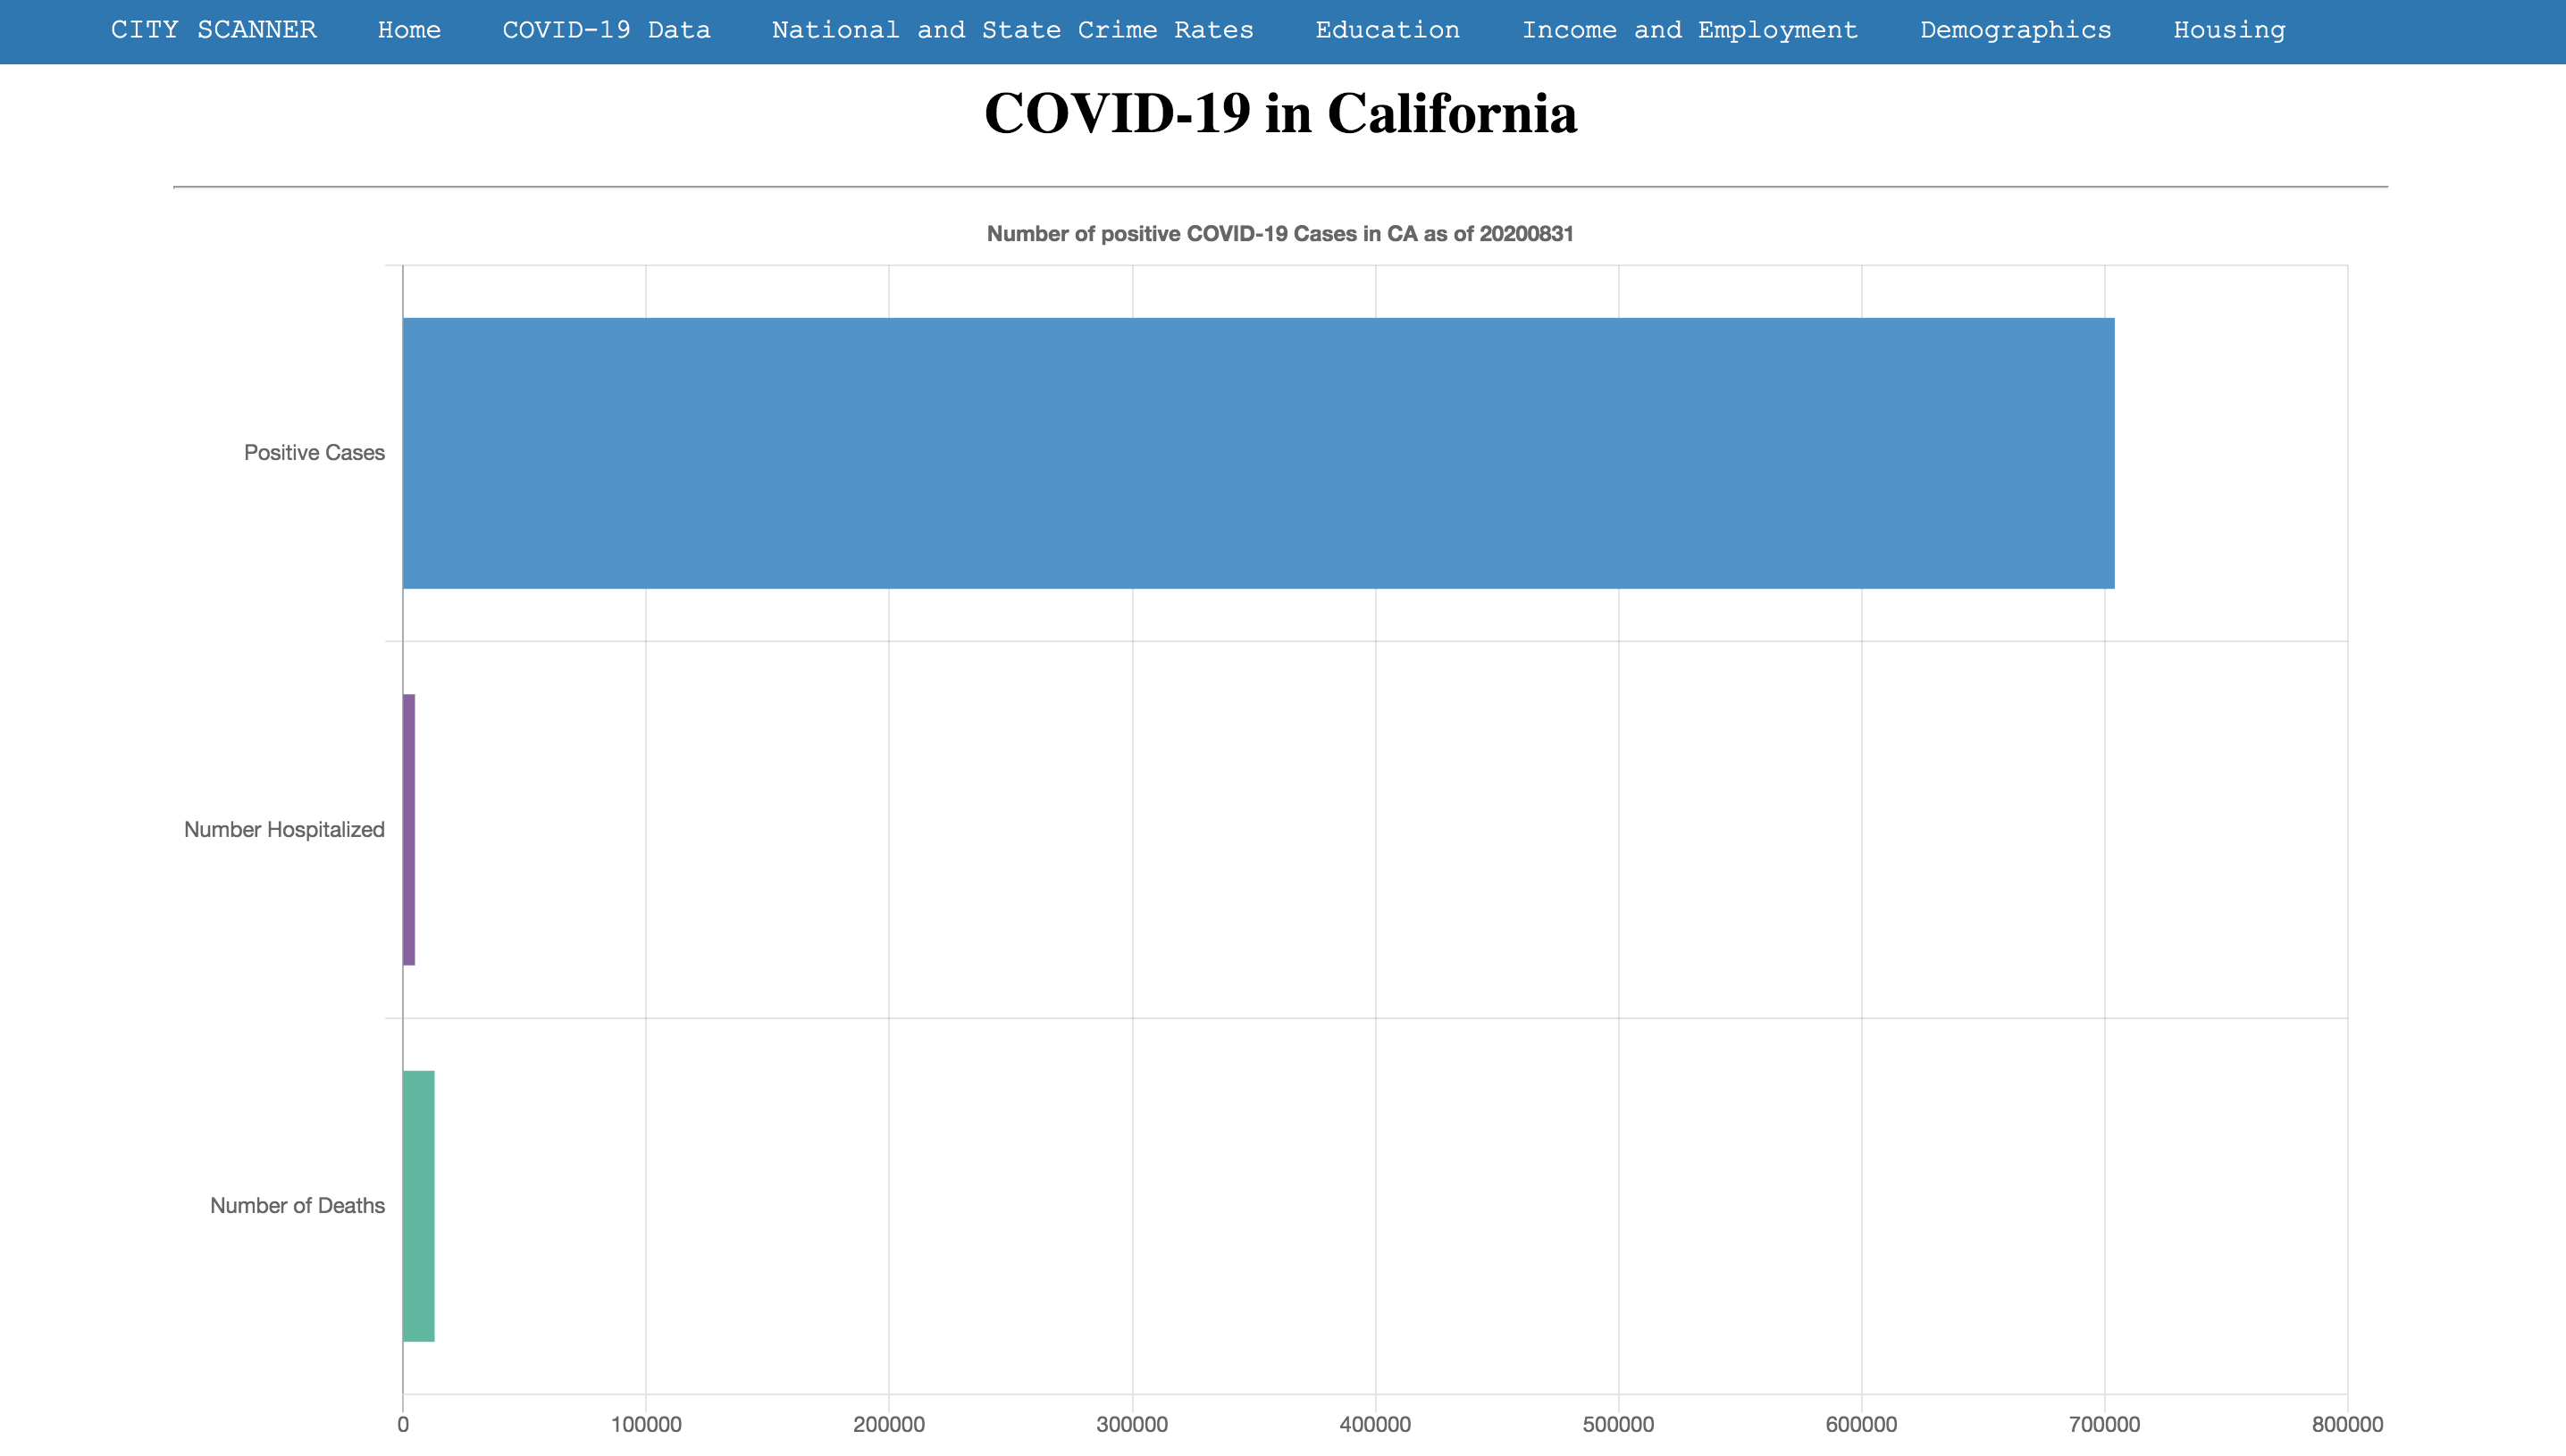 CITY SCANNER Home COVID-19 Data National and State Crime Rates Education Income and Employment Demographics Housing
COVID-19 in California
Number of positive COVID-19 Cases in CA as of 20200831
Positive Cases
Number Hospitalized
Number of Deaths
0 100000 200000 300000 400000 500000 600000 700000 800000